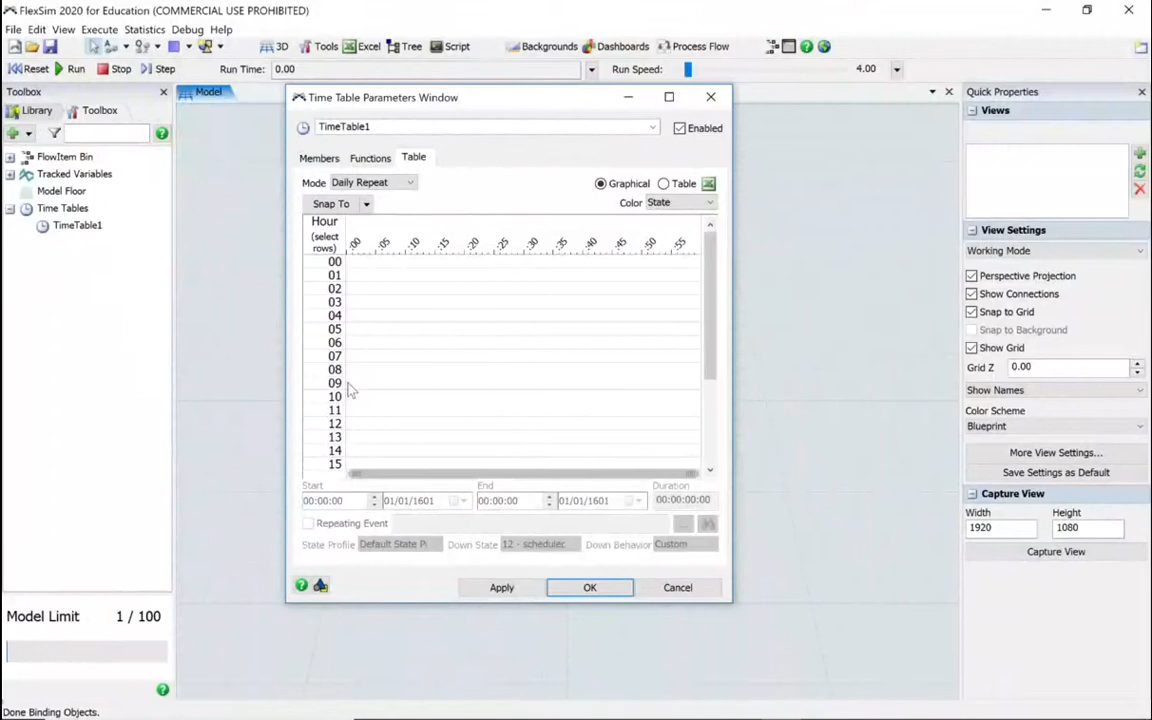 FlexSim 2020 for Education (COMMERCIAL USE PROHIBITED)
File Edit View Execute Statistics Debug Help
3D Tools Excel Tree Script Backgrounds Dashboards Process Flow
Reset Run Stop Step Run Time: 0.00 Run Speed: 4.00
Toolbox
Library Toolbox
FlowItem Bin
Tracked Variables
Model Floor
Time Tables
TimeTable1
Model Limit 1 / 100
Done Binding Objects.
Model
Time Table Parameters Window
TimeTable1 Enabled
Members Functions Table
Mode Daily Repeat Graphical Table
Snap To Color State
Hour
(select
rows)
:00 :05 :10 :15 :20 :25 :30 :35 :40 :45 :50 :55
00
01
02
03
04
05
06
07
08
09
10
11
12
13
14
15
Start End Duration
00:00:00 01/01/1601 00:00:00 01/01/1601 00:00:00:00
Repeating Event ...
State Profile Default State Pi Down State 12 - schedulec Down Behavior Custom
Apply OK Cancel
Quick Properties
Views
View Settings
Working Mode
Perspective Projection
Show Connections
Snap to Grid
Snap to Background
Show Grid
Grid Z 0.00
Show Names
Color Scheme
Blueprint
More View Settings...
Save Settings as Default
Capture View
Width Height
1920 1080
Capture View